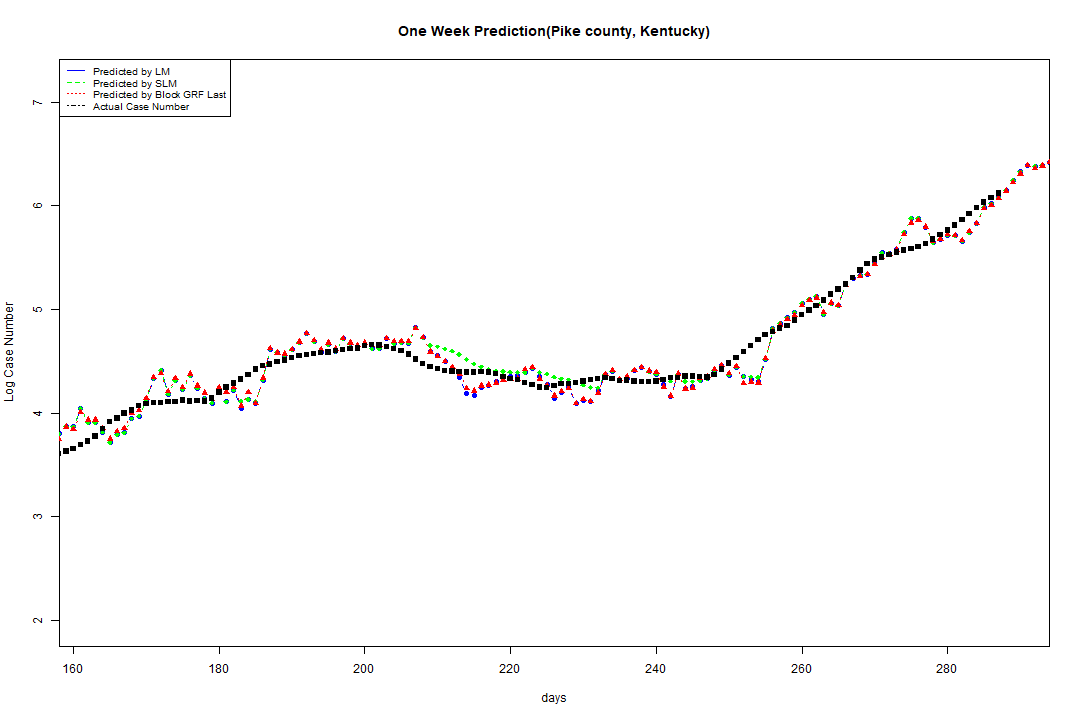 One Week Prediction(Pike county, Kentucky)
Predicted by LM
Predicted by SLM
Predicted by Block GRF Last
Actual Case Number
7
6
5
4
3
2
Log Case Number
160 180 200 220 240 260 280
days